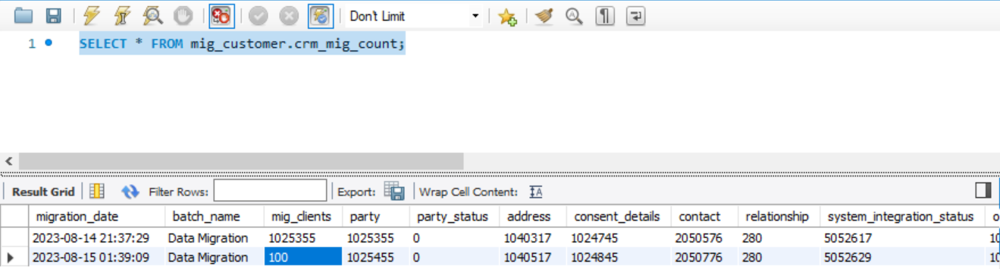 Don't Limit
1 SELECT * FROM mig_customer.crm_mig_count;
Result Grid Filter Rows: Export: Wrap Cell Content:
migration_date batch_name mig_clients party party_status address consent_details contact relationship system_integration_status o
2023-08-14 21:37:29 Data Migration 1025355 1025355 0 1040317 1024745 2050576 280 5052617 10
2023-08-15 01:39:09 Data Migration 100 1025455 0 1040517 1024845 2050776 280 5052629 10